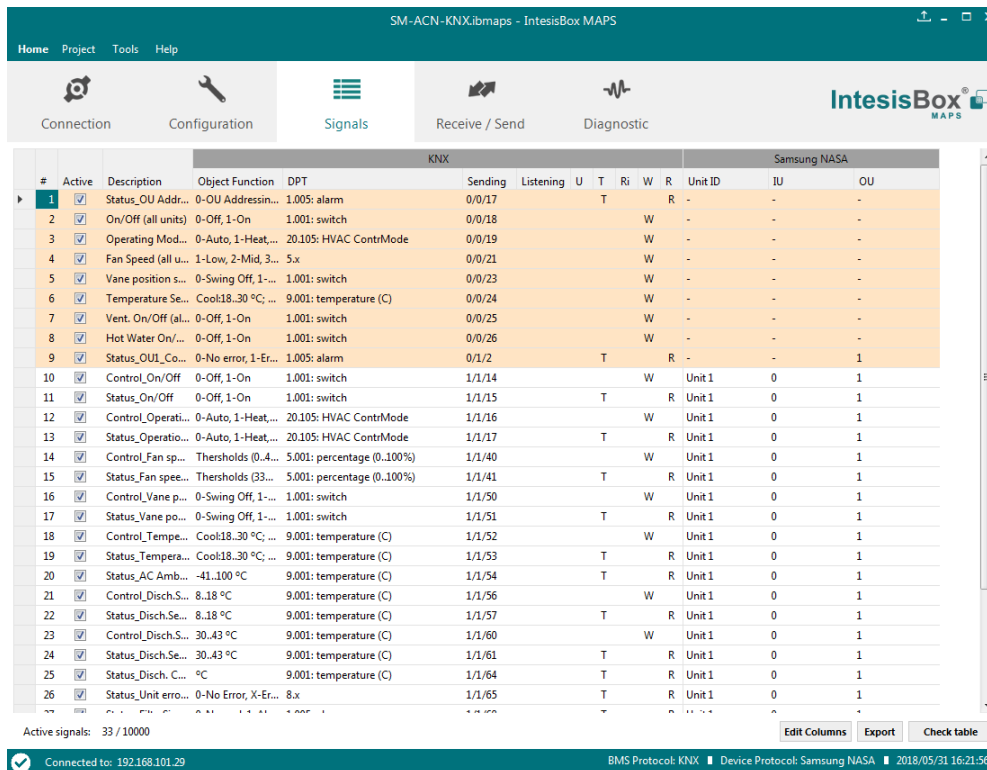 SM-ACN-KNX.ibmaps - IntesisBox MAPS
Home Project Tools Help
Connection Configuration Signals Receive / Send Diagnostic
IntesisBox® MAPS
KNX Samsung NASA
# Active Description Object Function DPT Sending Listening U T Ri W R Unit ID IU OU
1 Status_OU Addr... 0-OU Addressin... 1.005: alarm 0/0/17 T R - - -
2 On/Off (all units) 0-Off, 1-On 1.001: switch 0/0/18 W - - -
3 Operating Mod... 0-Auto, 1-Heat,... 20.105: HVAC ContrMode 0/0/19 W - - -
4 Fan Speed (all u... 1-Low, 2-Mid, 3... 5.x 0/0/21 W - - -
5 Vane position s... 0-Swing Off, 1-... 1.001: switch 0/0/23 W - - -
6 Temperature Se... Cool:18..30 ºC; ... 9.001: temperature (C) 0/0/24 W - - -
7 Vent. On/Off (al... 0-Off, 1-On 1.001: switch 0/0/25 W - - -
8 Hot Water On/... 0-Off, 1-On 1.001: switch 0/0/26 W - - -
9 Status_OU1_Co... 0-No error, 1-Er... 1.005: alarm 0/1/2 T R - - 1
10 Control_On/Off 0-Off, 1-On 1.001: switch 1/1/14 W Unit 1 0 1
11 Status_On/Off 0-Off, 1-On 1.001: switch 1/1/15 T R Unit 1 0 1
12 Control_Operati... 0-Auto, 1-Heat,... 20.105: HVAC ContrMode 1/1/16 W Unit 1 0 1
13 Status_Operatio... 0-Auto, 1-Heat,... 20.105: HVAC ContrMode 1/1/17 T R Unit 1 0 1
14 Control_Fan sp... Thersholds (0..4... 5.001: percentage (0..100%) 1/1/40 W Unit 1 0 1
15 Status_Fan spee... Thersholds (33... 5.001: percentage (0..100%) 1/1/41 T R Unit 1 0 1
16 Control_Vane p... 0-Swing Off, 1-... 1.001: switch 1/1/50 W Unit 1 0 1
17 Status_Vane po... 0-Swing Off, 1-... 1.001: switch 1/1/51 T R Unit 1 0 1
18 Control_Tempe... Cool:18..30 ºC; ... 9.001: temperature (C) 1/1/52 W Unit 1 0 1
19 Status_Tempera... Cool:18..30 ºC; ... 9.001: temperature (C) 1/1/53 T R Unit 1 0 1
20 Status_AC Amb... -41..100 ºC 9.001: temperature (C) 1/1/54 T R Unit 1 0 1
21 Control_Disch.S... 8..18 ºC 9.001: temperature (C) 1/1/56 W Unit 1 0 1
22 Status_Disch.Se... 8..18 ºC 9.001: temperature (C) 1/1/57 T R Unit 1 0 1
23 Control_Disch.S... 30..43 ºC 9.001: temperature (C) 1/1/60 W Unit 1 0 1
24 Status_Disch.Se... 30..43 ºC 9.001: temperature (C) 1/1/61 T R Unit 1 0 1
25 Status_Disch. C... ºC 9.001: temperature (C) 1/1/64 T R Unit 1 0 1
26 Status_Unit erro... 0-No Error, X-Er... 8.x 1/1/65 T R Unit 1 0 1
Active signals: 33 / 10000
Edit Columns Export Check table
Connected to: 192.168.101.29
BMS Protocol: KNX Device Protocol: Samsung NASA 2018/05/31 16:21:56